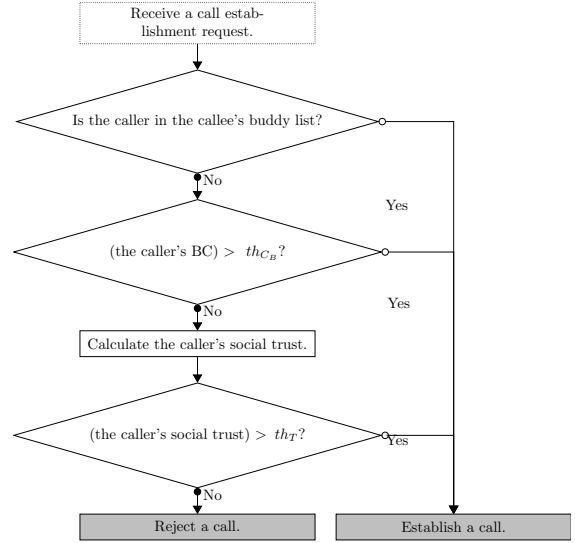 Receive a call estab-
lishment request.
Is the caller in the callee's buddy list?
No
Yes
(the caller's BC) > th_{C_B}?
Yes
No
Calculate the caller's social trust.
(the caller's social trust) > th_T?
Yes
No
Reject a call.
Establish a call.